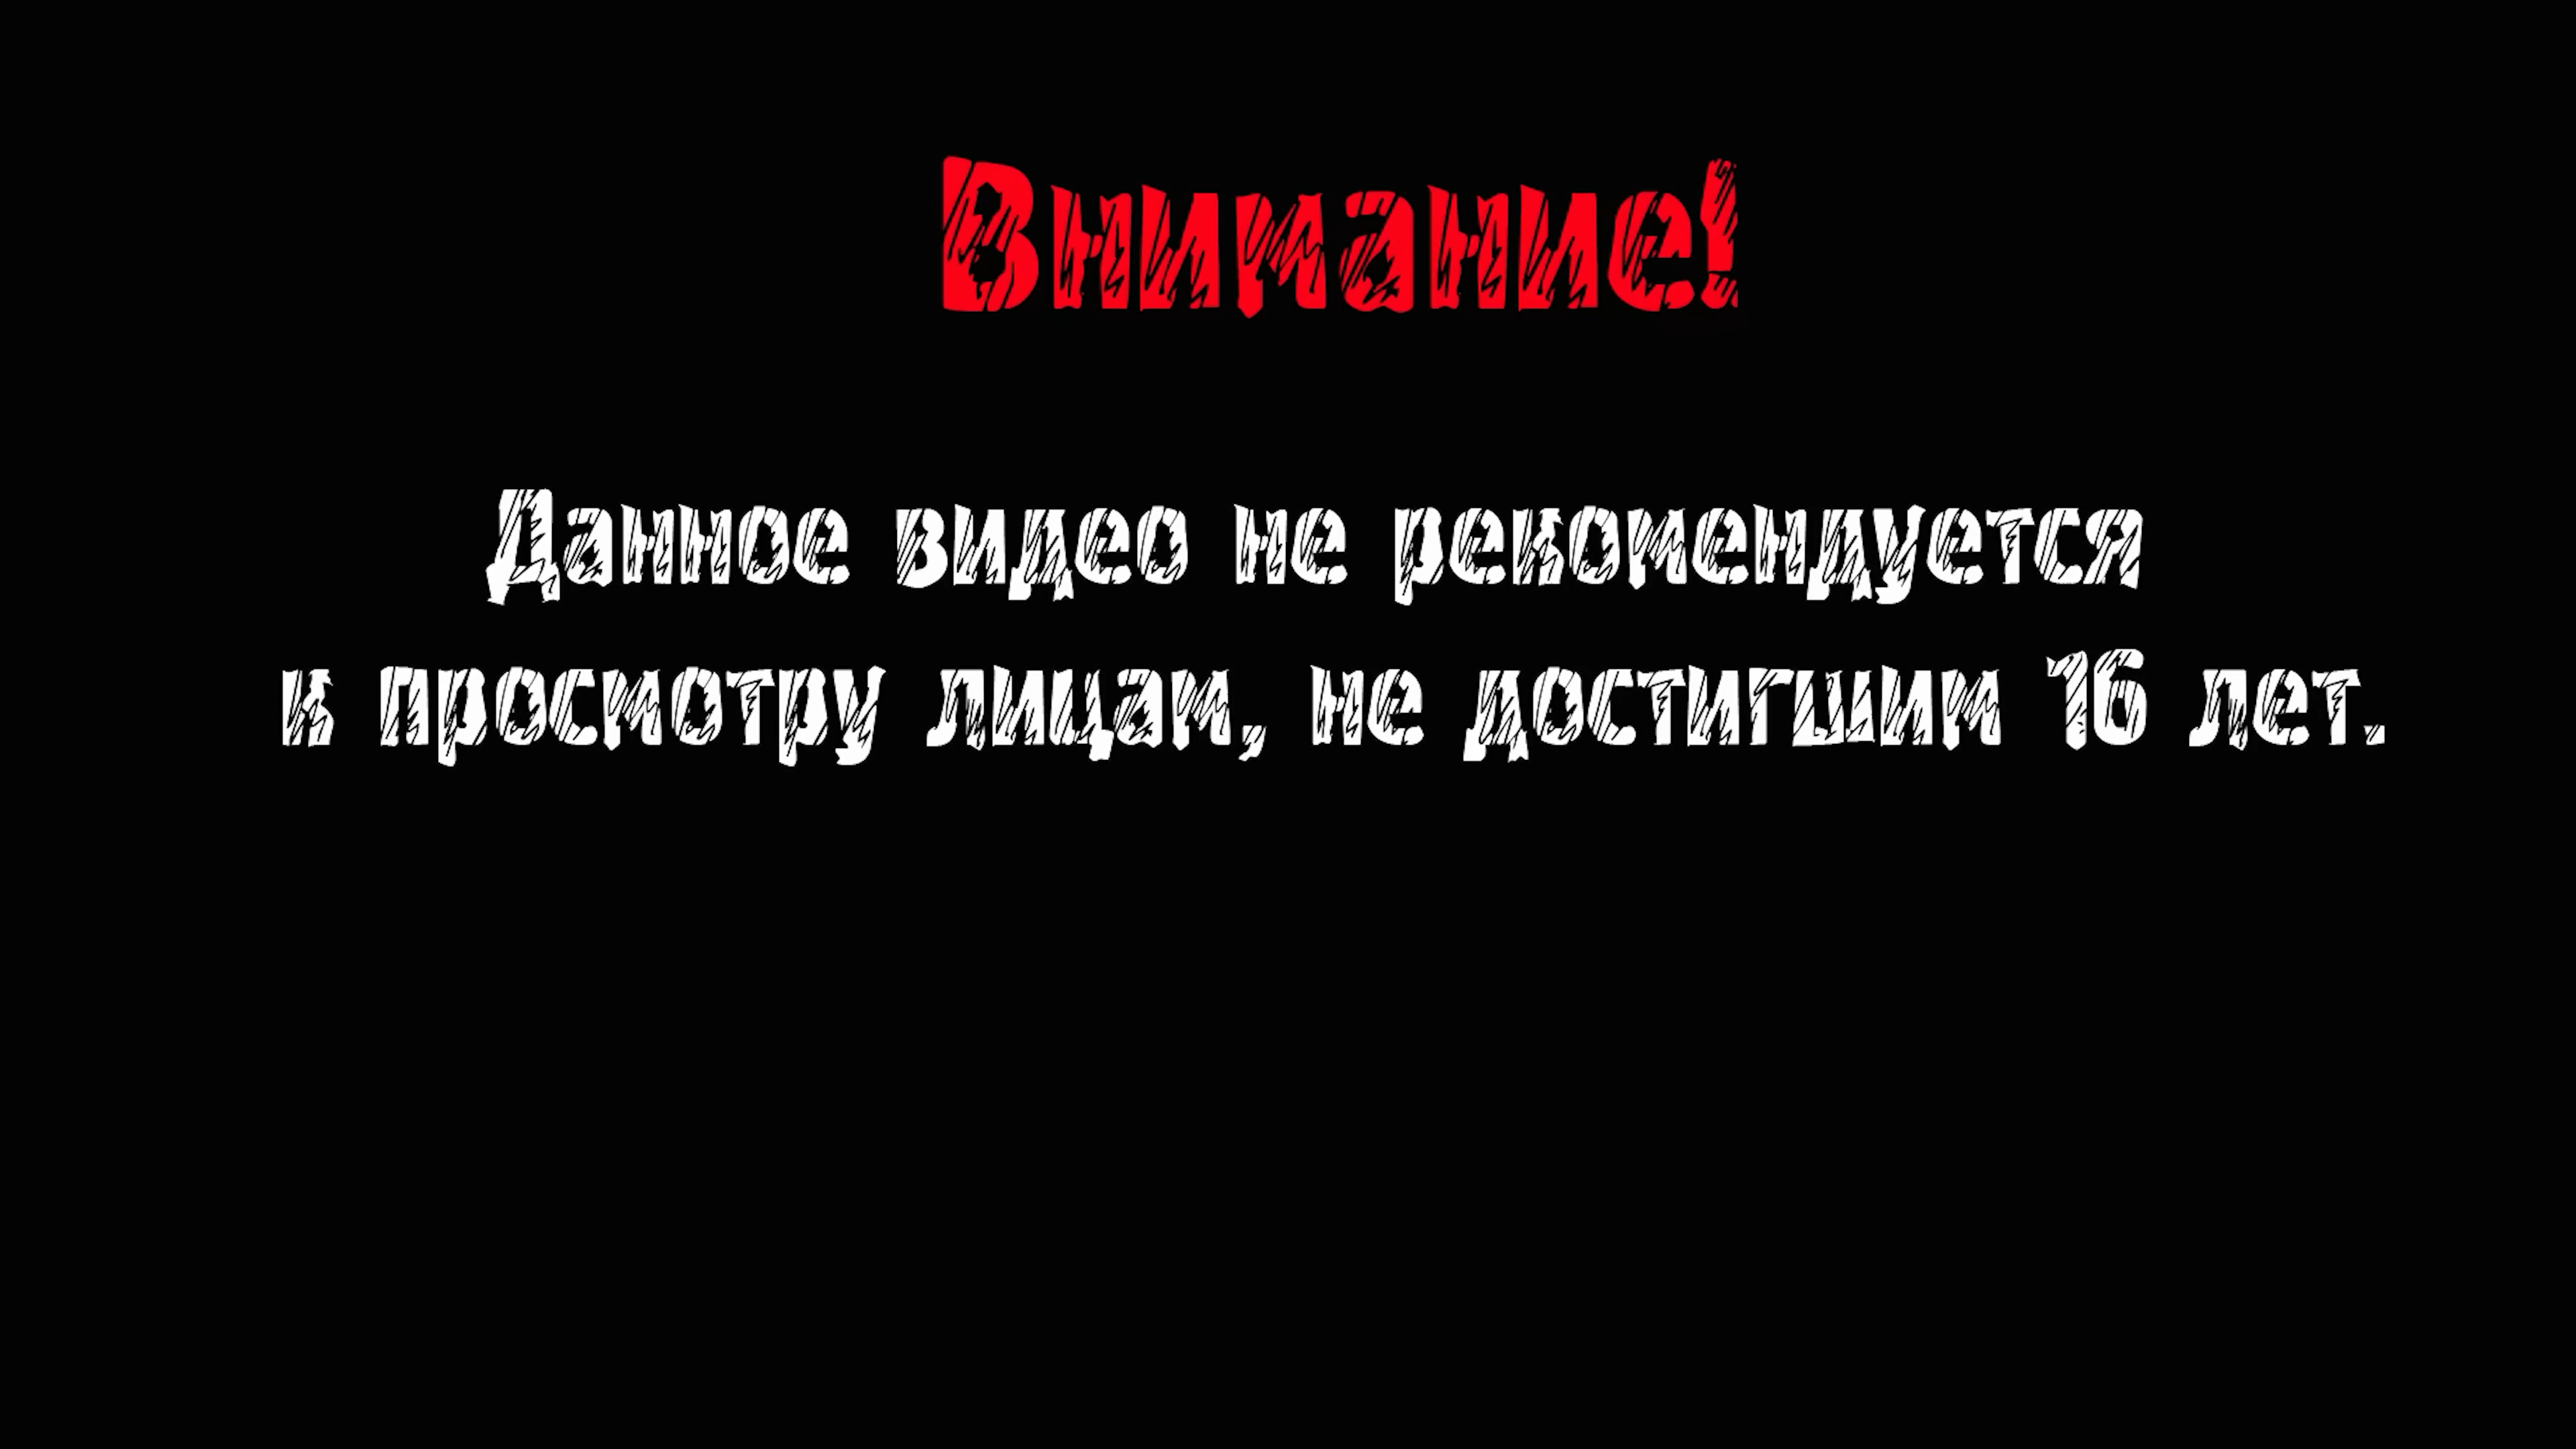 Внимание!
Данное видео не рекомендуется
к просмотру лицам, не достигшим 16 лет.